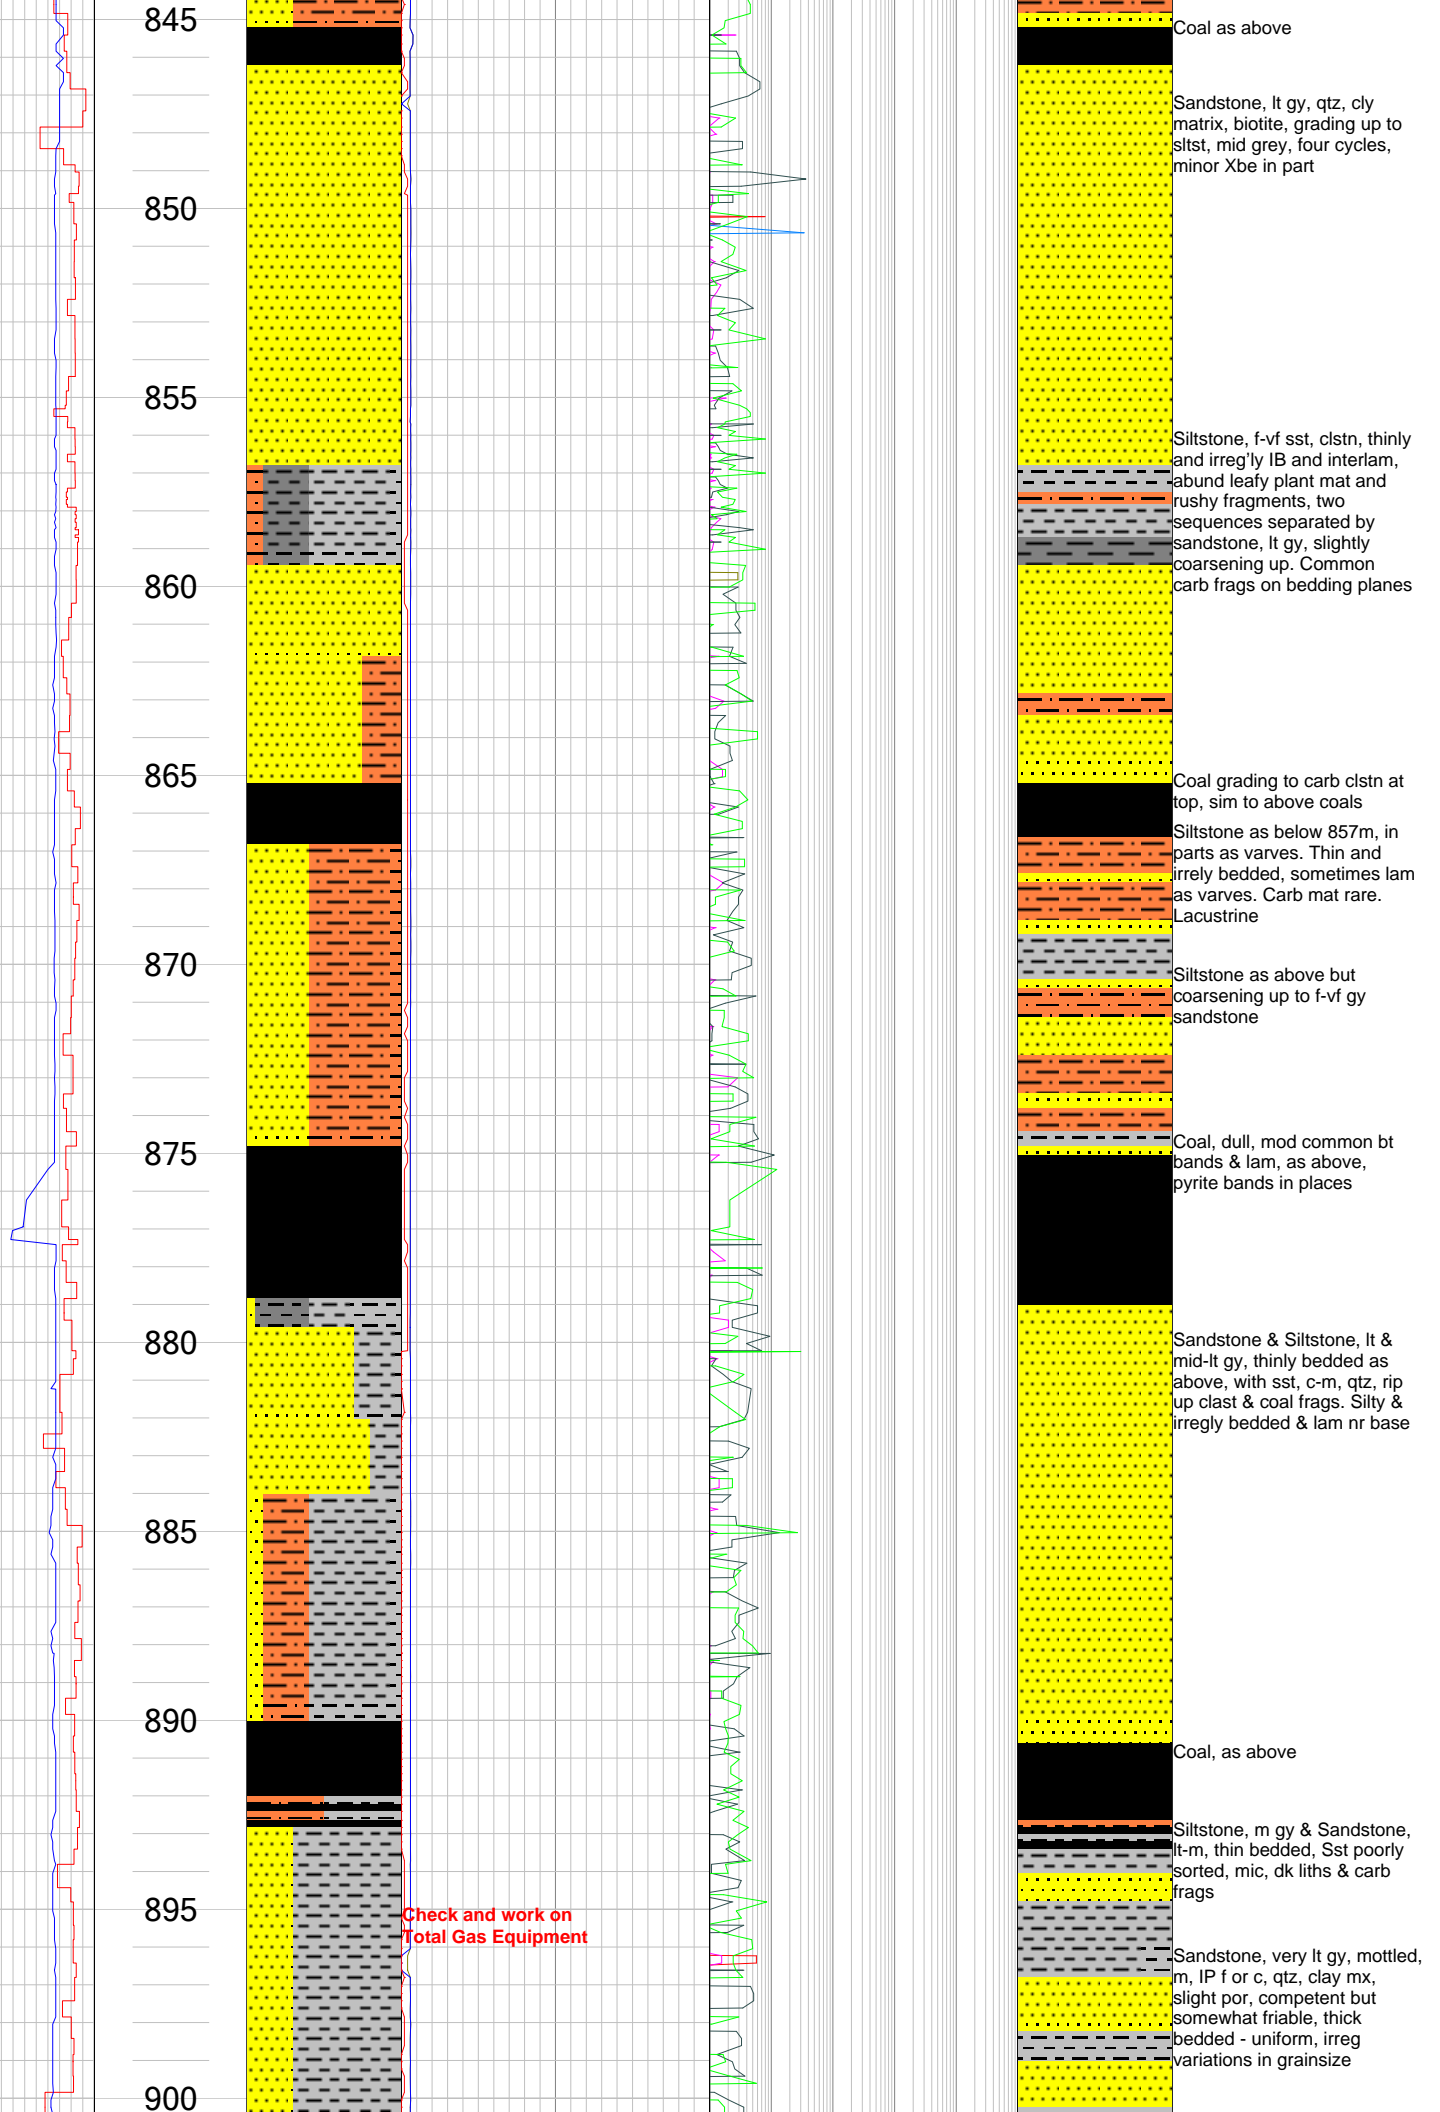 845
Coal as above
Sandstone, lt gy, qtz, cly
matrix, biotite, grading up to
sltst, mid grey, four cycles,
minor Xbe in part
850
855
Siltstone, f-vf sst, clstn, thinly
and irreg'ly IB and interlam,
abund leafy plant mat and
rushy fragments, two
sequences separated by
sandstone, lt gy, slightly
coarsening up. Common
carb frags on bedding planes
860
865
Coal grading to carb clstn at
top, sim to above coals
Siltstone as below 857m, in
parts as varves. Thin and
irrely bedded, sometimes lam
as varves. Carb mat rare.
Lacustrine
870
Siltstone as above but
coarsening up to f-vf gy
sandstone
875
Coal, dull, mod common bt
bands & lam, as above,
pyrite bands in places
880
Sandstone & Siltstone, lt &
mid-lt gy, thinly bedded as
above, with sst, c-m, qtz, rip
up clast & coal frags. Silty &
irregly bedded & lam nr base
885
890
Coal, as above
Siltstone, m gy & Sandstone,
lt-m, thin bedded, Sst poorly
sorted, mic, dk liths & carb
frags
895
Check and work on
Total Gas Equipment
Sandstone, very lt gy, mottled,
m, IP f or c, qtz, clay mx,
slight por, competent but
somewhat friable, thick
bedded - uniform, irreg
variations in grainsize
900